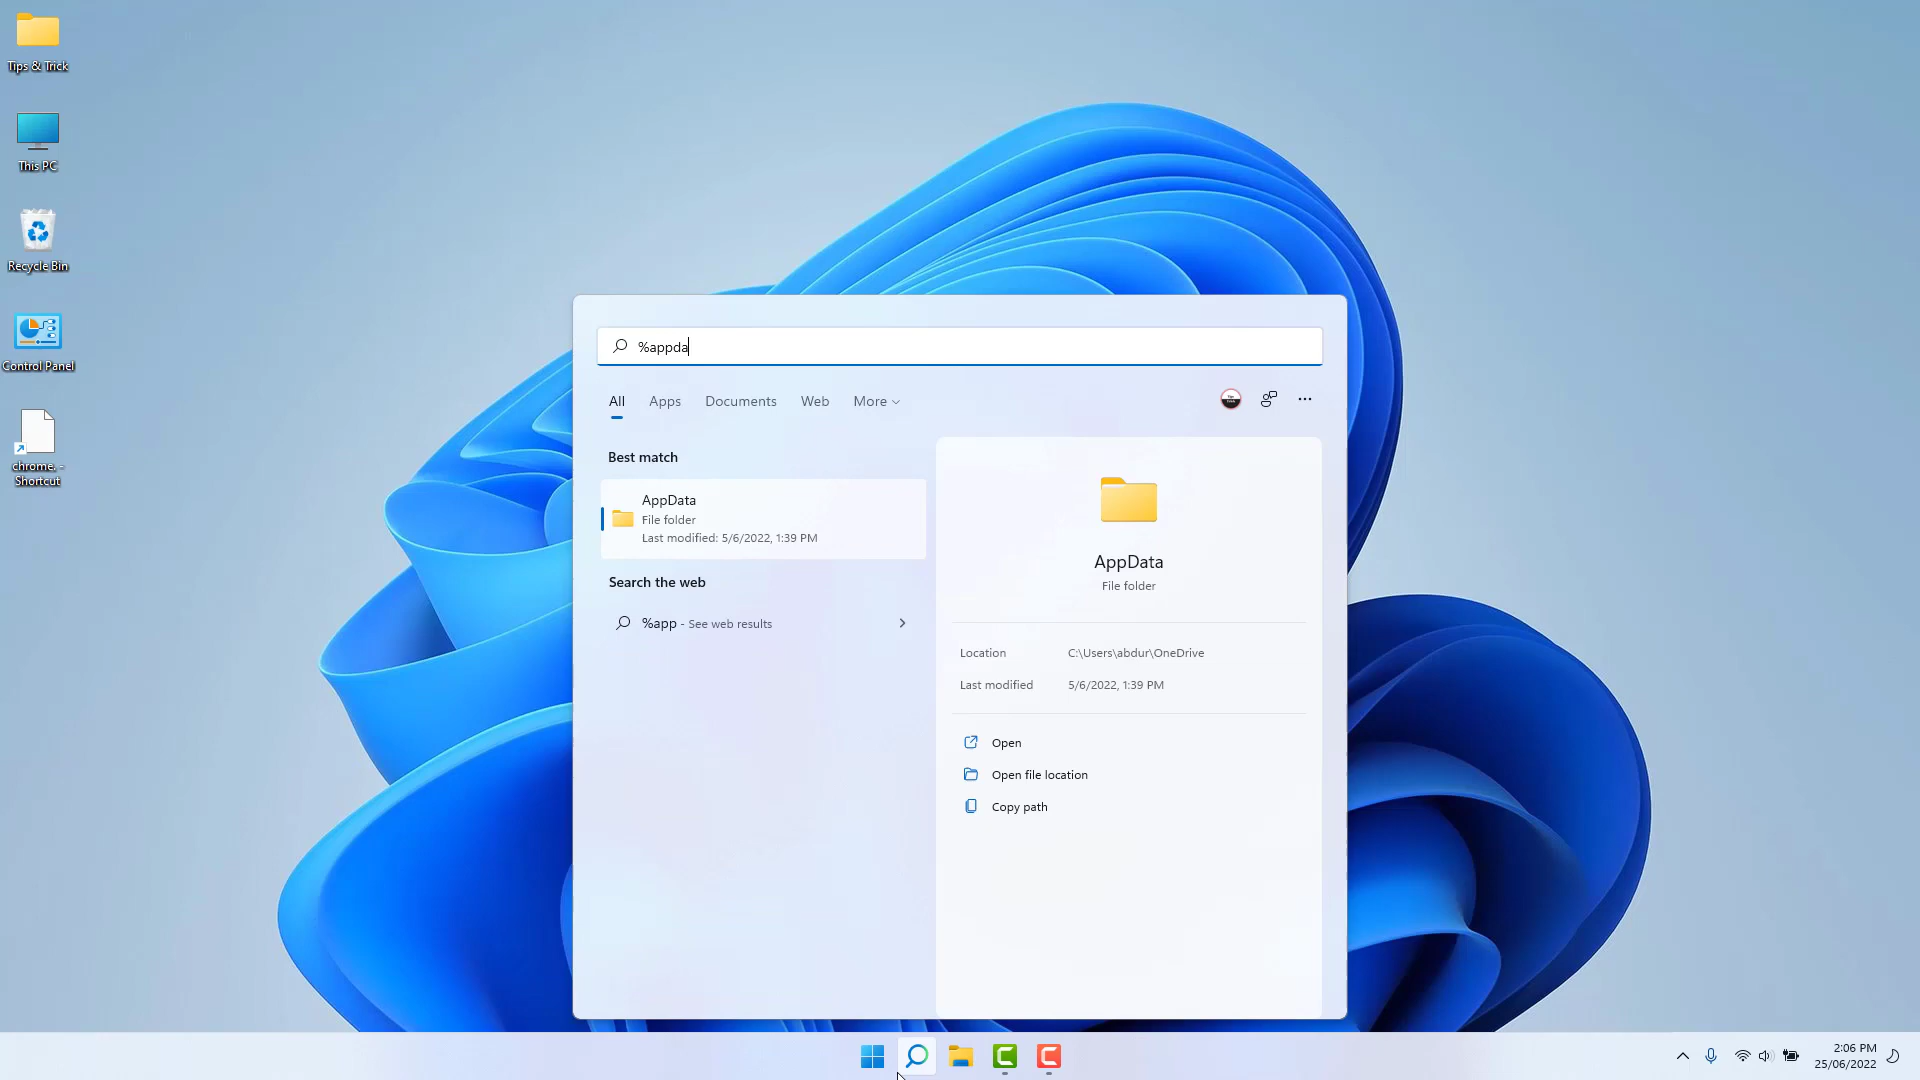 Tips & Trick
This PC
Recycle Bin
Control Panel
chrome. -
Shortcut
%appda
All
Apps
Documents
Web
More
Best match
AppData
File folder
Last modified: 5/6/2022, 1:39 PM
Search the web
%app - See web results
AppData
File folder
Location C:\Users\abdur\OneDrive
Last modified 5/6/2022, 1:39 PM
Open
Open file location
Copy path
2:06 PM
25/06/2022